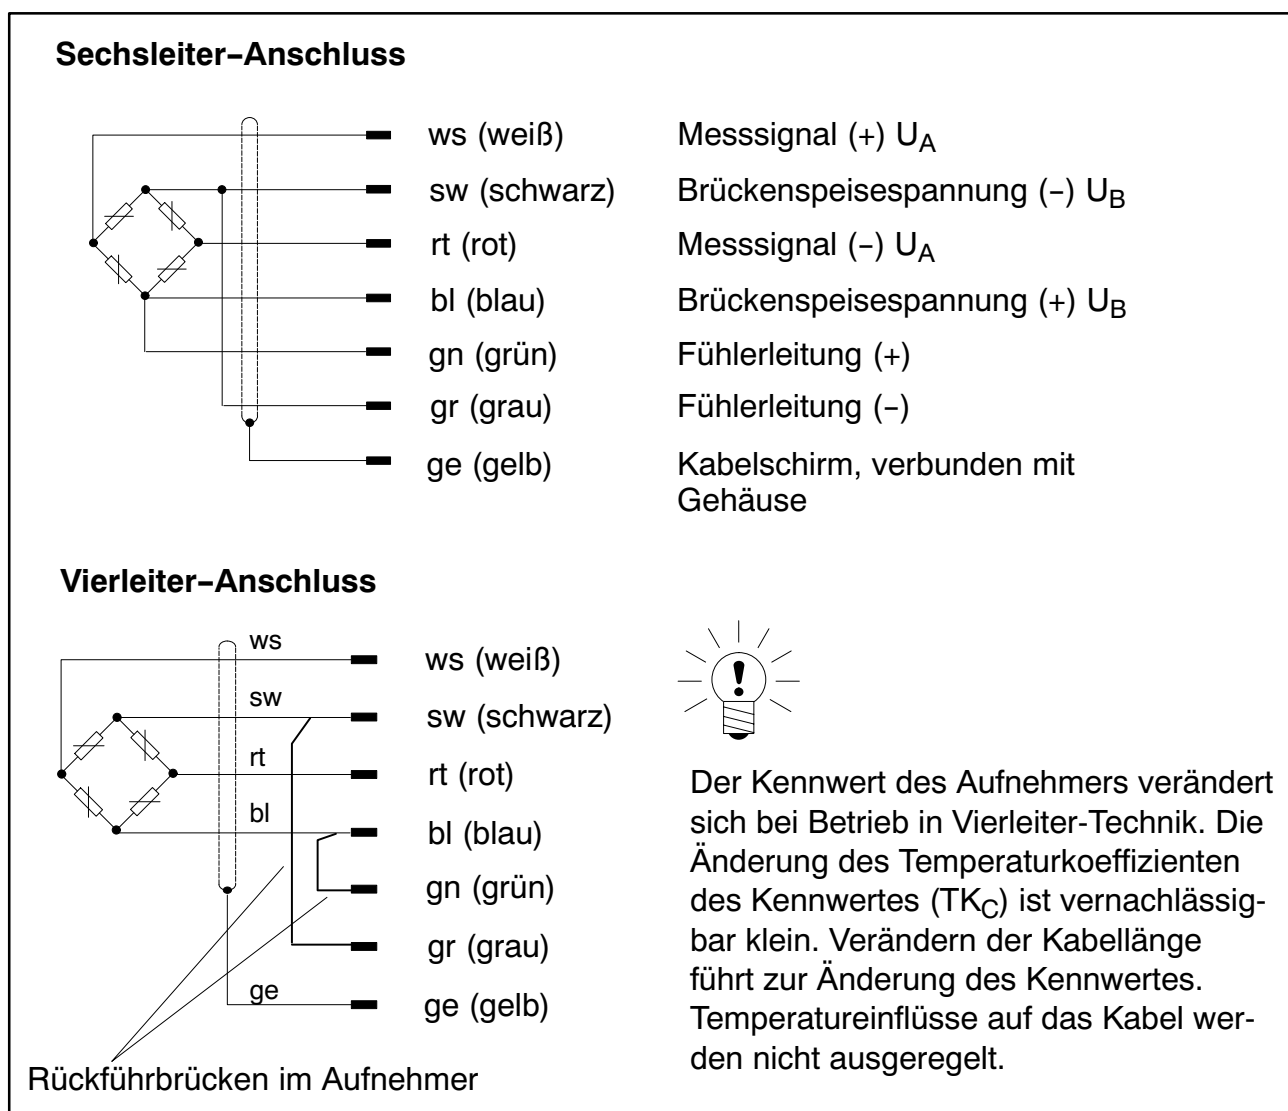 Sechsleiter–Anschluss
ws (weiß) Messsignal (+) U_A
sw (schwarz) Brückenspeisespannung (–) U_B
rt (rot) Messsignal (–) U_A
bl (blau) Brückenspeisespannung (+) U_B
gn (grün) Fühlerleitung (+)
gr (grau) Fühlerleitung (–)
ge (gelb) Kabelschirm, verbunden mit
Gehäuse
Vierleiter–Anschluss
ws
ws (weiß)
sw
sw (schwarz)
rt
rt (rot)
bl
bl (blau)
gn (grün)
gr (grau)
ge
ge (gelb)
Rückführbrücken im Aufnehmer
!
Der Kennwert des Aufnehmers verändert
sich bei Betrieb in Vierleiter-Technik. Die
Änderung des Temperaturkoeffizienten
des Kennwertes (TK_C) ist vernachlässig-
bar klein. Verändern der Kabellänge
führt zur Änderung des Kennwertes.
Temperatureinflüsse auf das Kabel wer-
den nicht ausgeregelt.